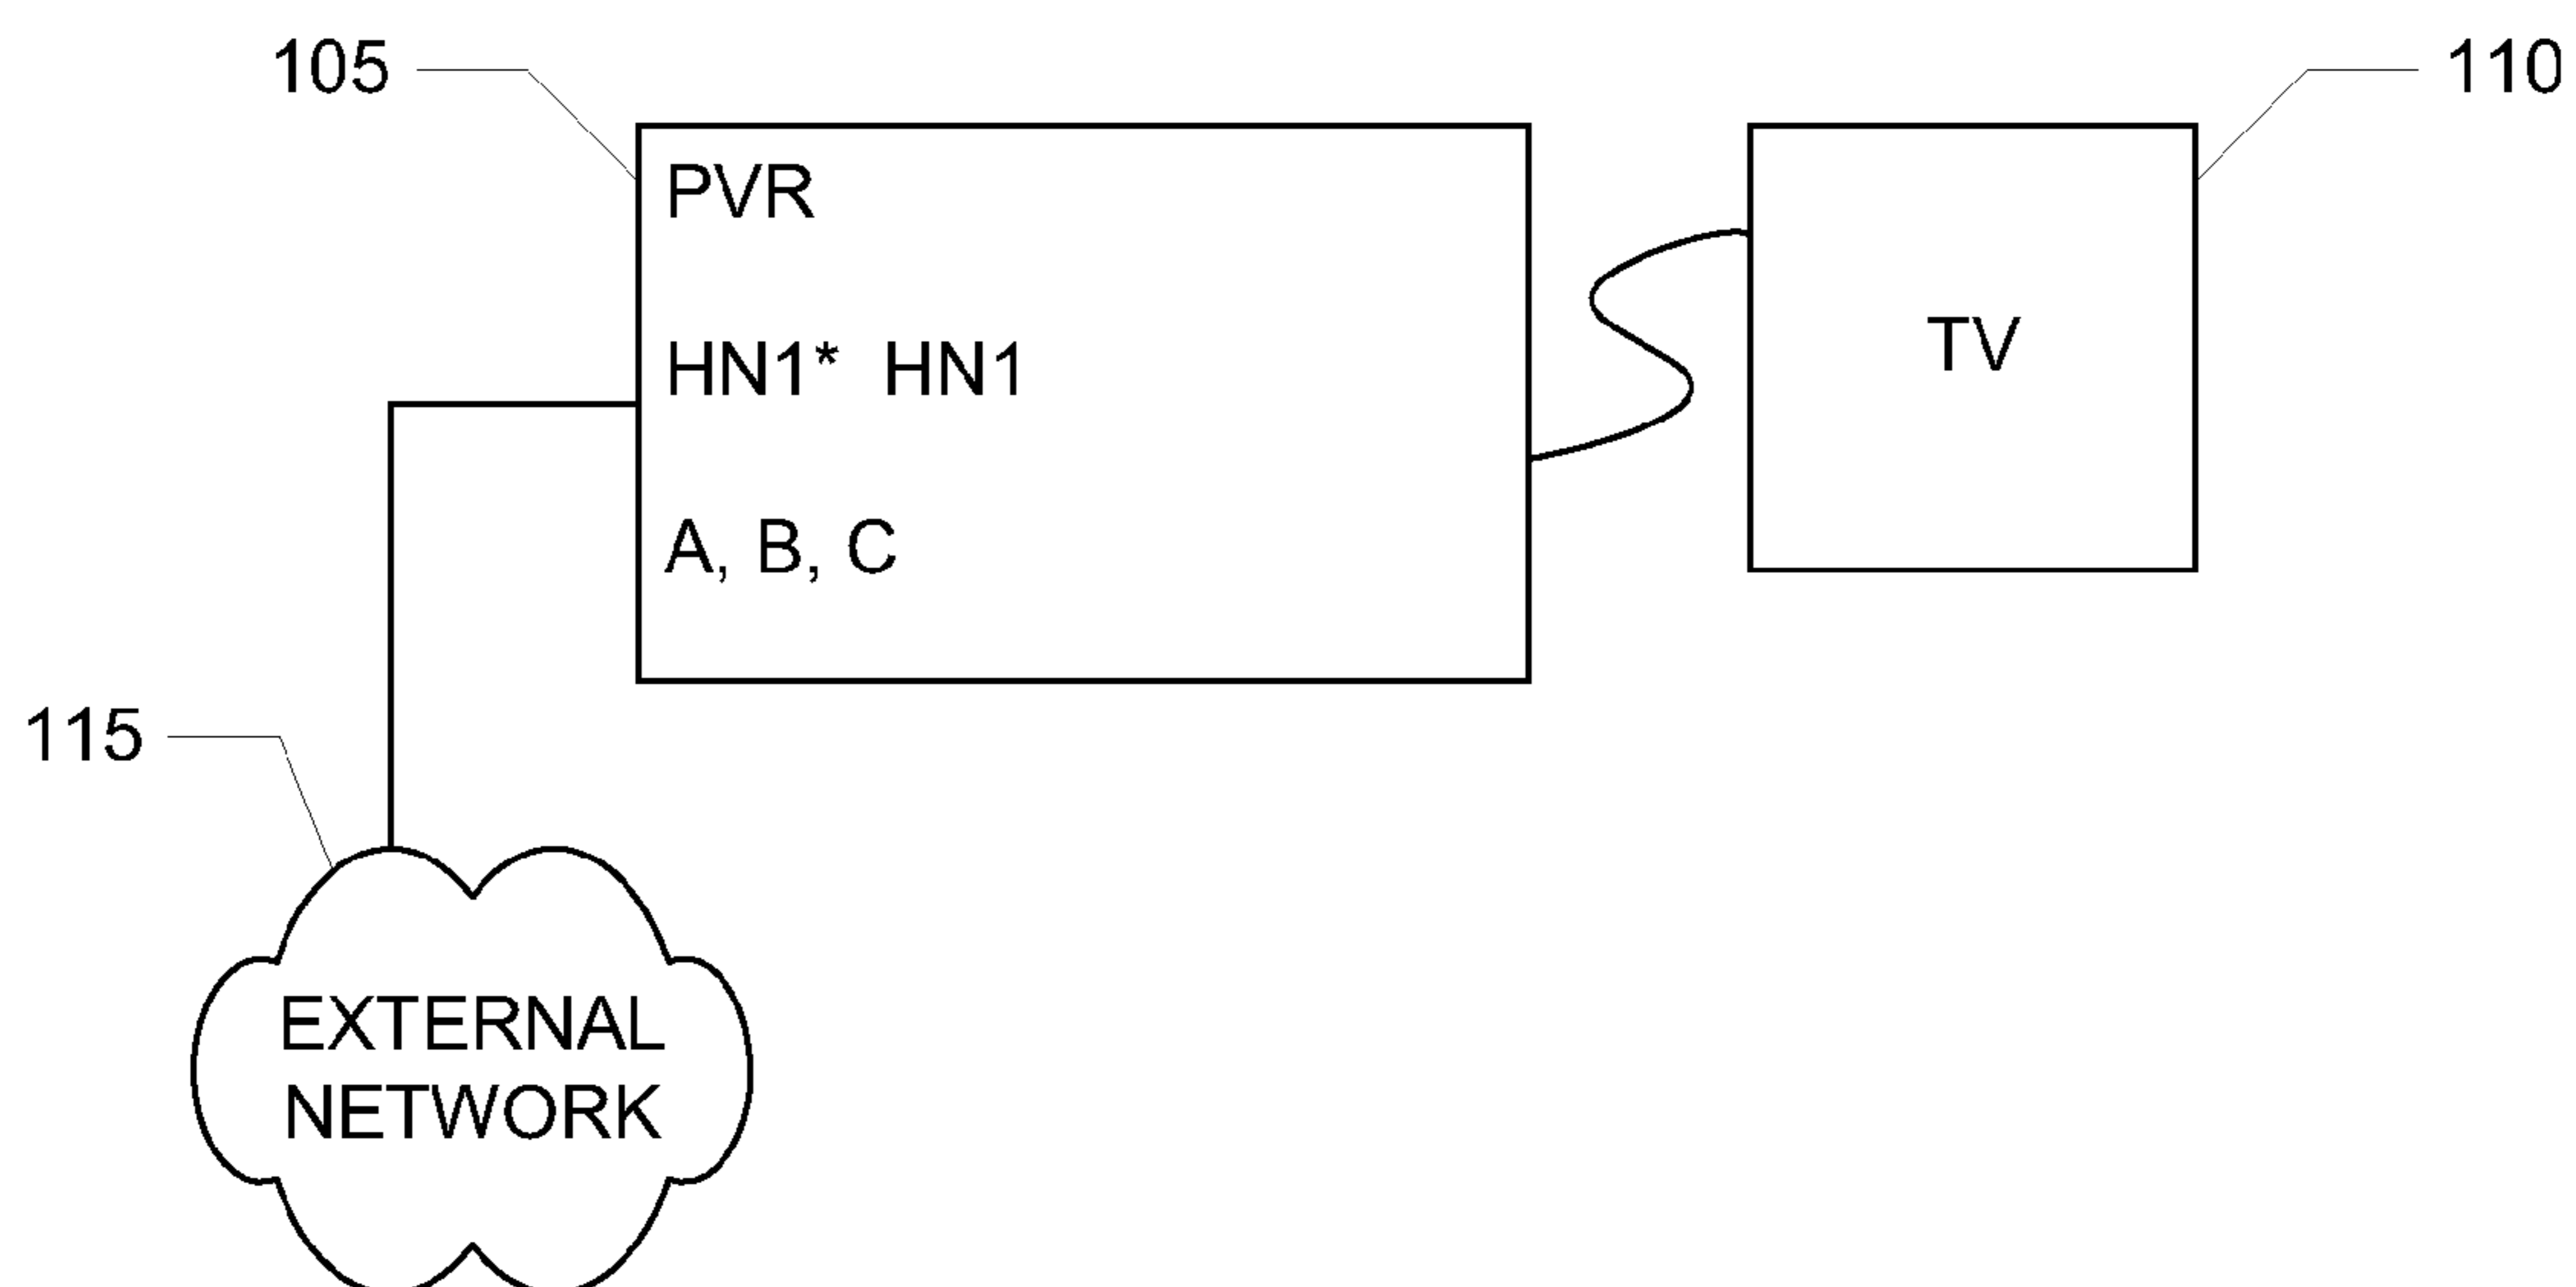 105
110
PVR
HN1* HN1
TV
A, B, C
115
EXTERNAL
NETWORK